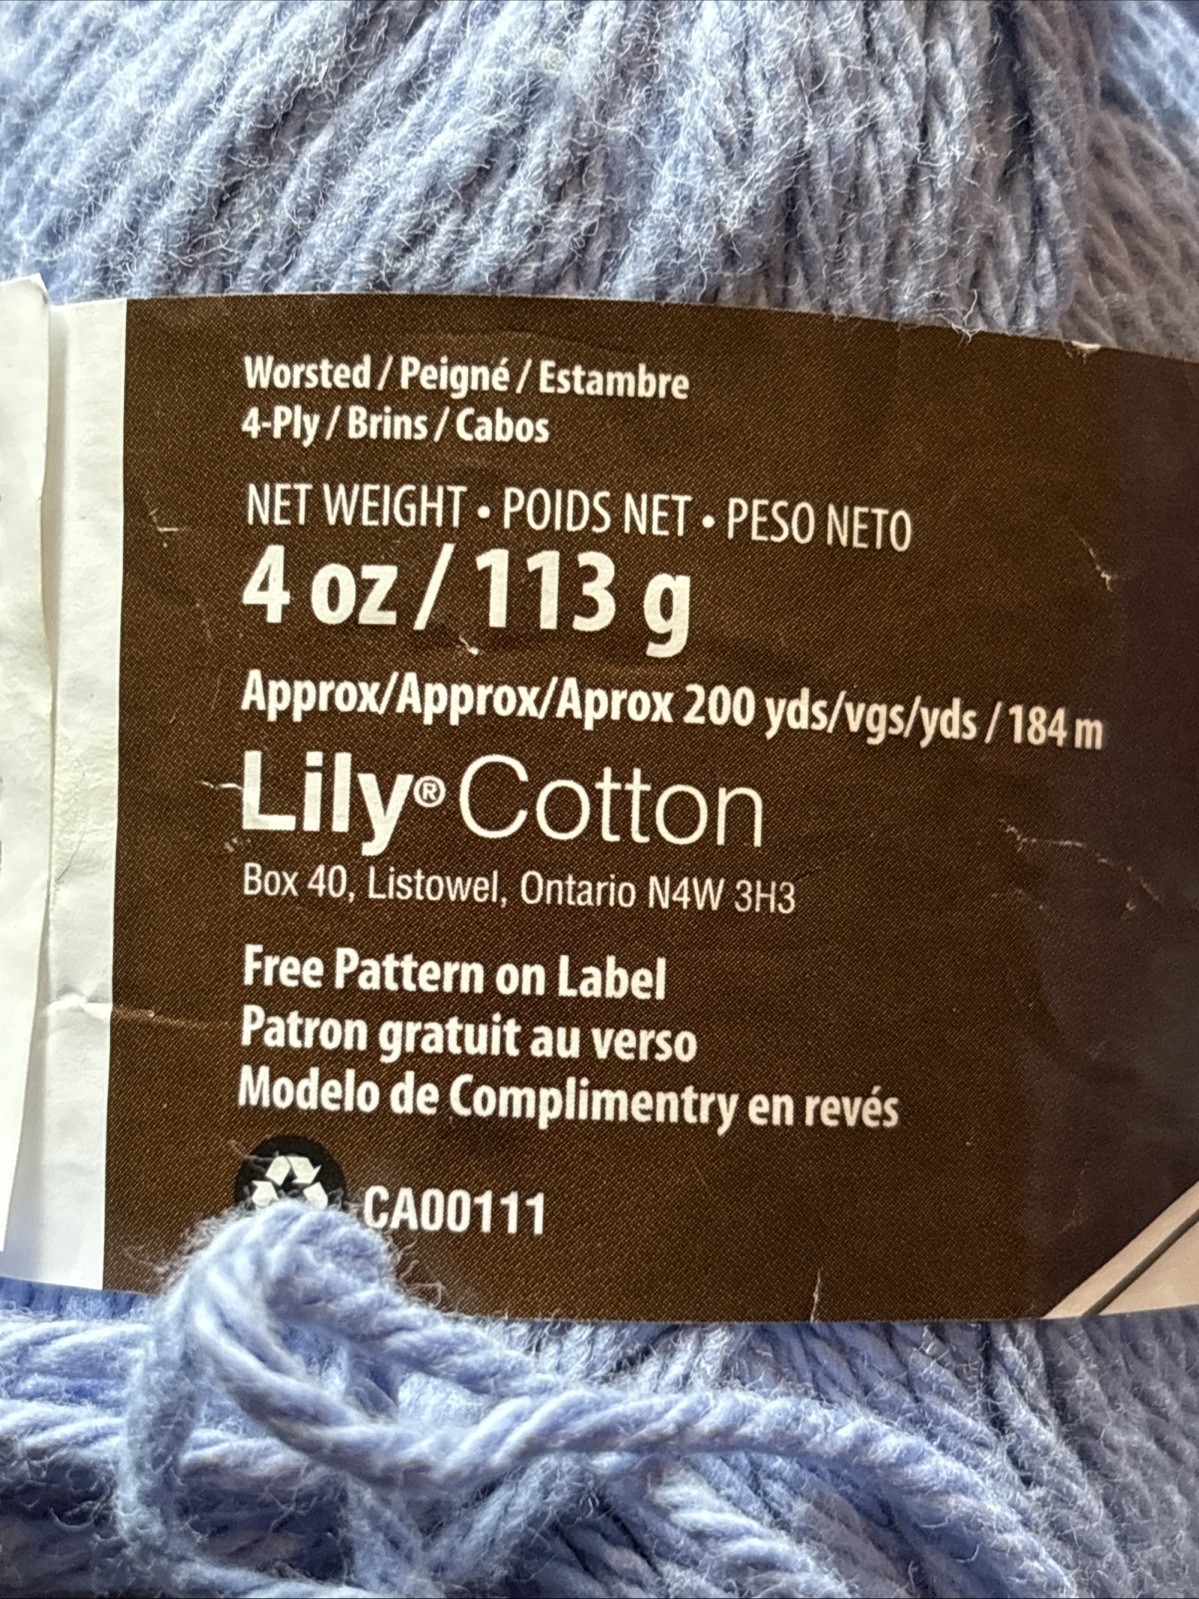 Worsted / Peigné / Estambre
4-Ply / Brins / Cabos
NET WEIGHT • POIDS NET • PESO NETO
4 oz / 113 g
Approx/Approx/Aprox 200 yds/vgs/yds / 184 m
Lily® Cotton
Box 40, Listowel, Ontario N4W 3H3
Free Pattern on Label
Patron gratuit au verso
Modelo de Complimentry en revés
CA00111